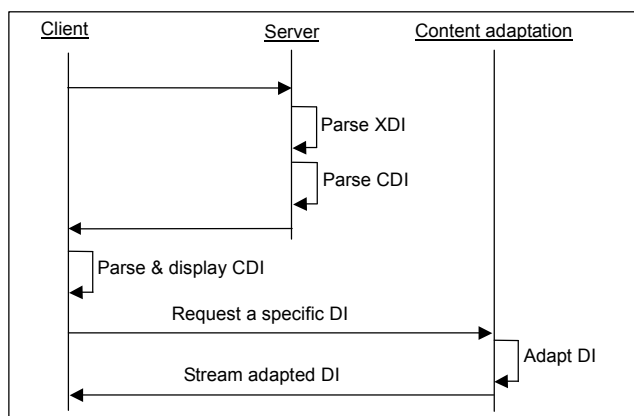 Client
Server
Content adaptation
Parse XDI
Parse CDI
Parse & display CDI
Request a specific DI
Adapt DI
Stream adapted DI